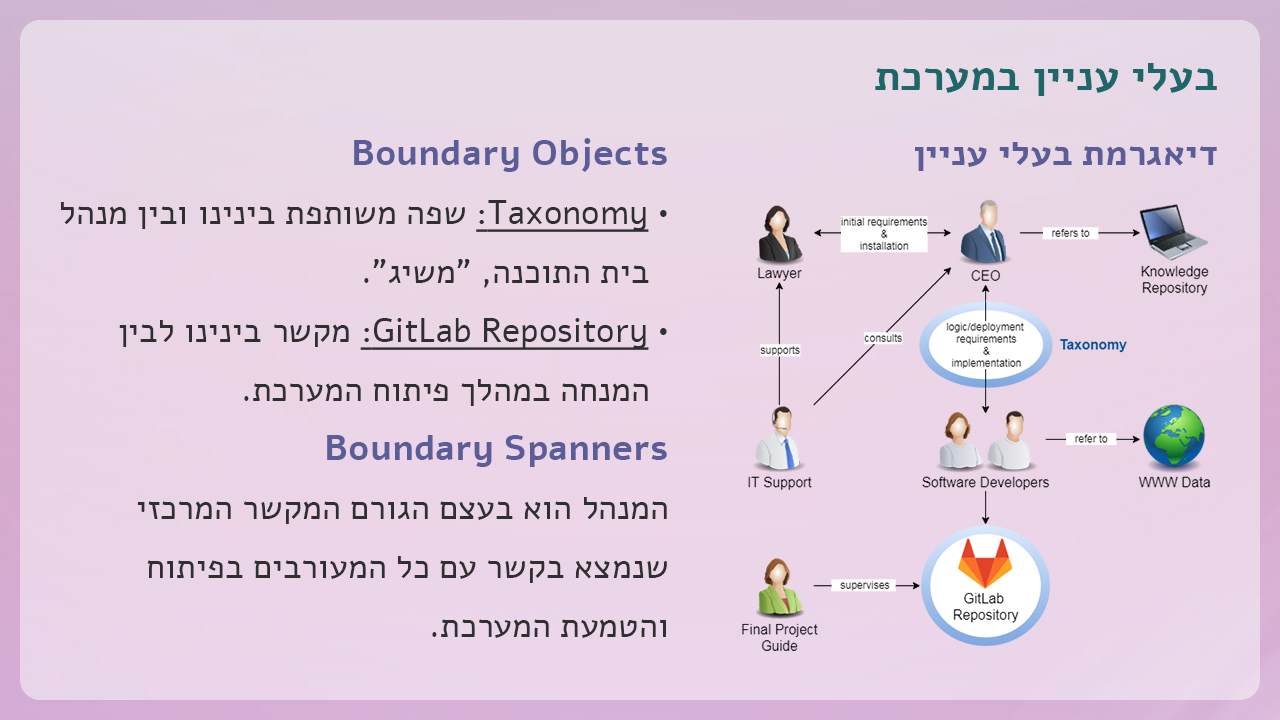 בעלי עניין במערכת
דיאגרמת בעלי עניין
initial requirements
&
installation
refers to
Lawyer
CEO
Knowledge
Repository
supports
consults
logic/deployment
requirements
&
implementation
Taxonomy
refer to
IT Support
Software Developers
WWW Data
supervises
GitLab
Repository
Final Project
Guide
Boundary Objects
• Taxonomy: שפה משותפת בינינו ובין מנהל
בית התוכנה, "משיג".
• GitLab Repository: מקשר בינינו לבין
המנחה במהלך פיתוח המערכת.
Boundary Spanners
המנהל הוא בעצם הגורם המקשר המרכזי
שנמצא בקשר עם כל המעורבים בפיתוח
והטמעת המערכת.